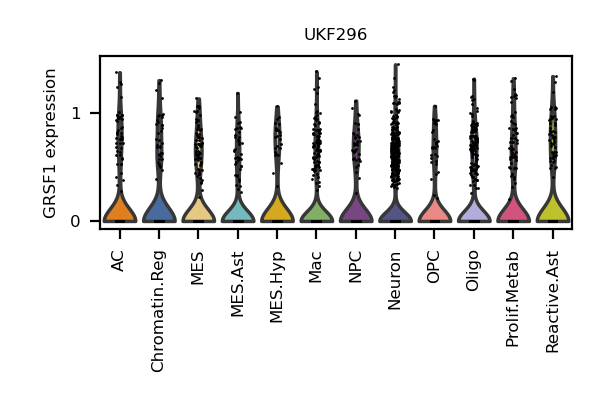 UKF296
GRSF1 expression
1
0
AC
Chromatin.Reg
MES
MES.Ast
MES.Hyp
Mac
NPC
Neuron
OPC
Oligo
Prolif.Metab
Reactive.Ast